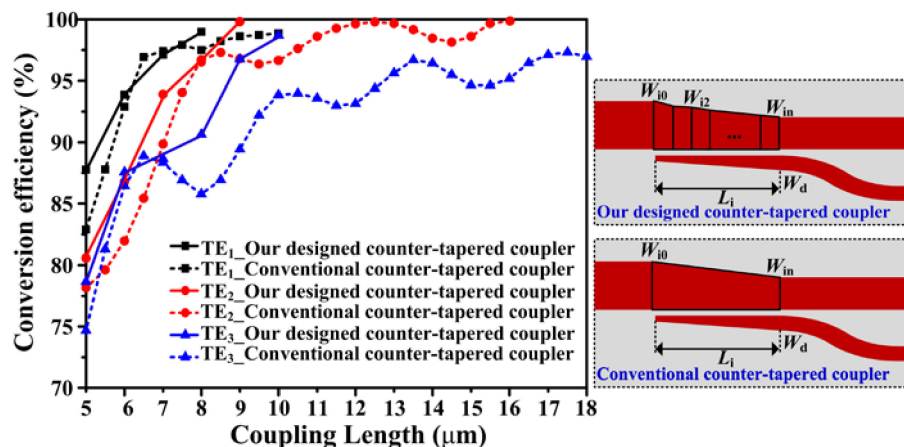 100
95
90
85
80
75
70
Conversion efficiency (%)
5 6 7 8 9 10 11 12 13 14 15 16 17 18
Coupling Length (μm)
TE1_Our designed counter-tapered coupler
TE1_Conventional counter-tapered coupler
TE2_Our designed counter-tapered coupler
TE2_Conventional counter-tapered coupler
TE3_Our designed counter-tapered coupler
TE3_Conventional counter-tapered coupler
Wi0 Wi2 Win
...
Li Wd
Our designed counter-tapered coupler
Wi0 Win
Li Wd
Conventional counter-tapered coupler